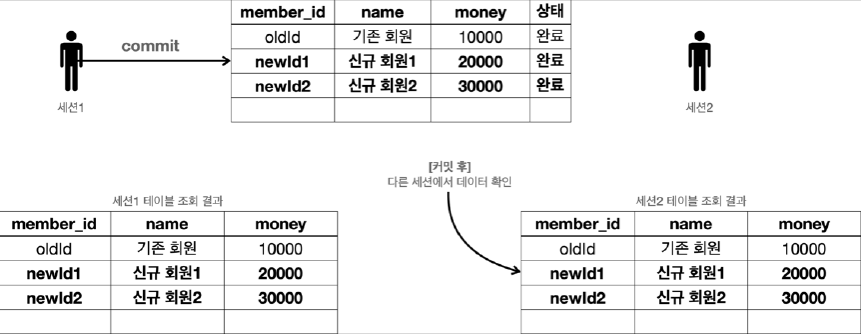 member_id name money 상태
oldId 기존 회원 10000 완료
newId1 신규 회원1 20000 완료
newId2 신규 회원2 30000 완료
commit
세션1
세션2
[커밋 후]
다른 세션에서 데이터 확인
세션1 테이블 조회 결과
member_id name money
oldId 기존 회원 10000
newId1 신규 회원1 20000
newId2 신규 회원2 30000
세션2 테이블 조회 결과
member_id name money
oldId 기존 회원 10000
newId1 신규 회원1 20000
newId2 신규 회원2 30000